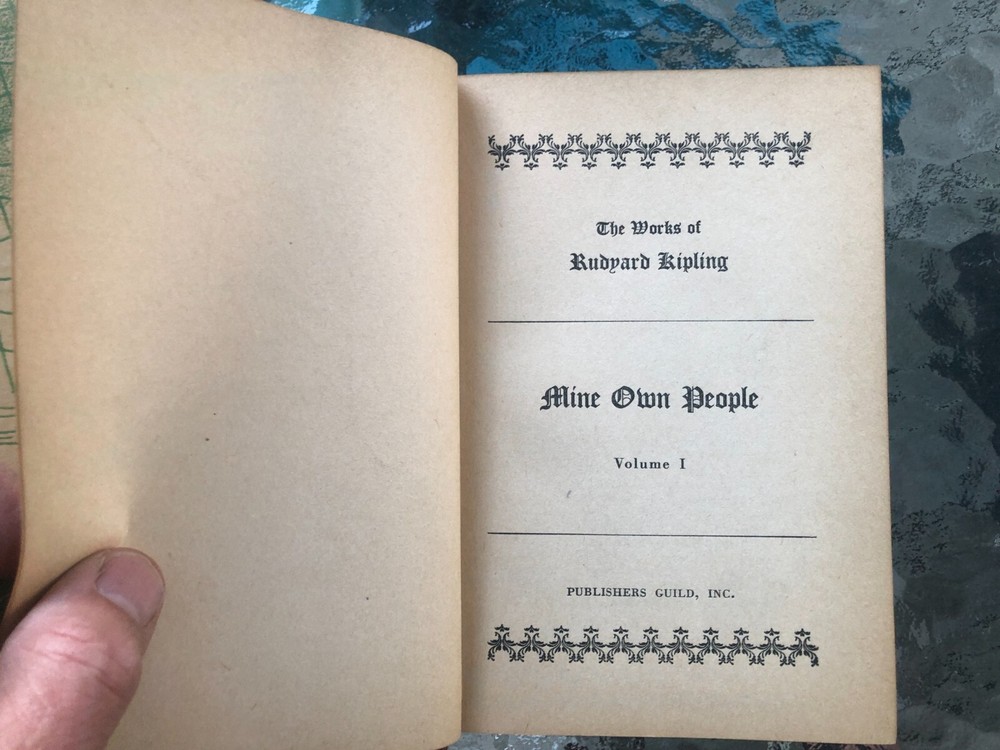 The Works of
Rudyard Kipling
Mine Own People
Volume I
PUBLISHERS GUILD, INC.